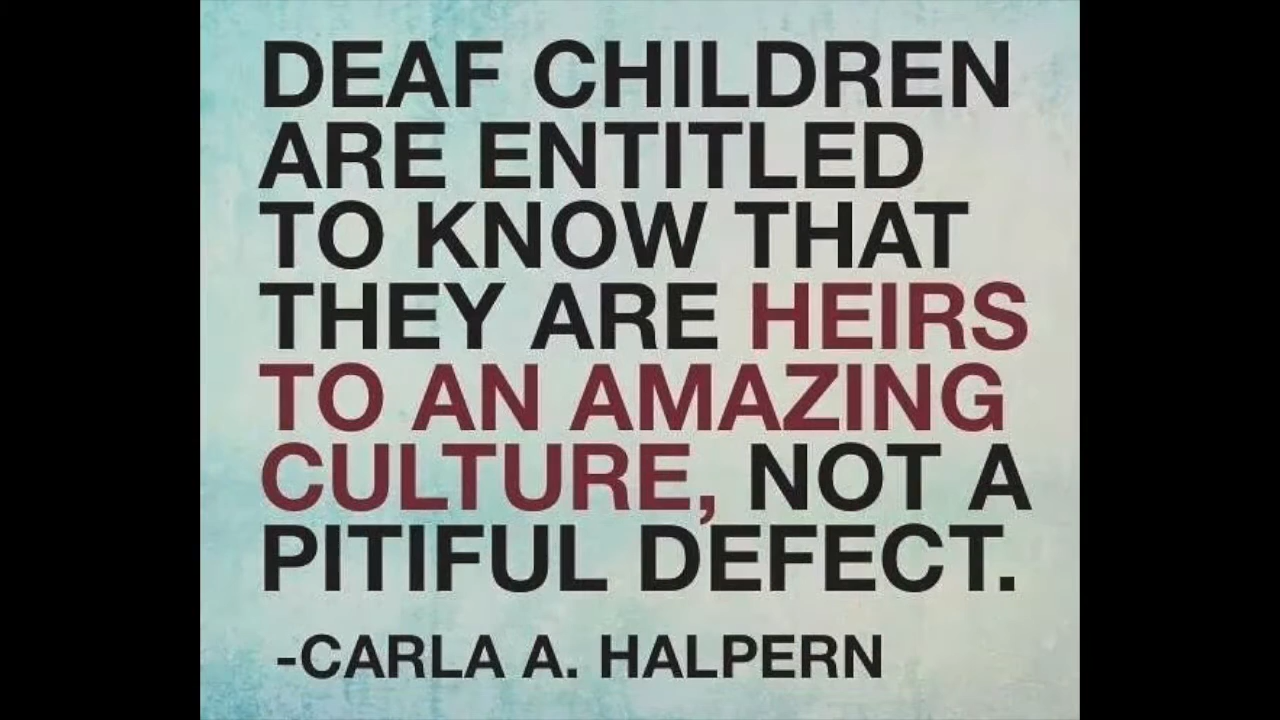 DEAF CHILDREN
ARE ENTITLED
TO KNOW THAT
THEY ARE HEIRS
TO AN AMAZING
CULTURE, NOT A
PITIFUL DEFECT.
-CARLA A. HALPERN